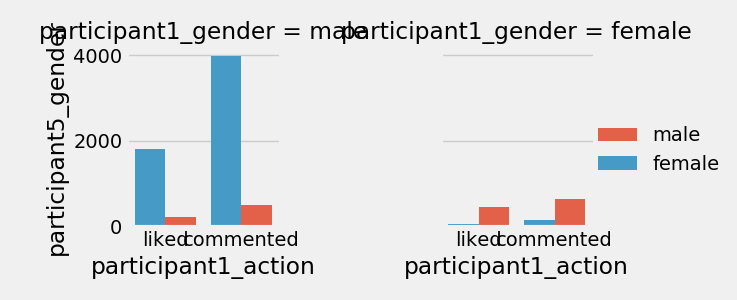 participant1_gender = male
participant1_gender = female
participant5_gender
4000
2000
0
liked
commented
participant1_action
liked
commented
participant1_action
male
female